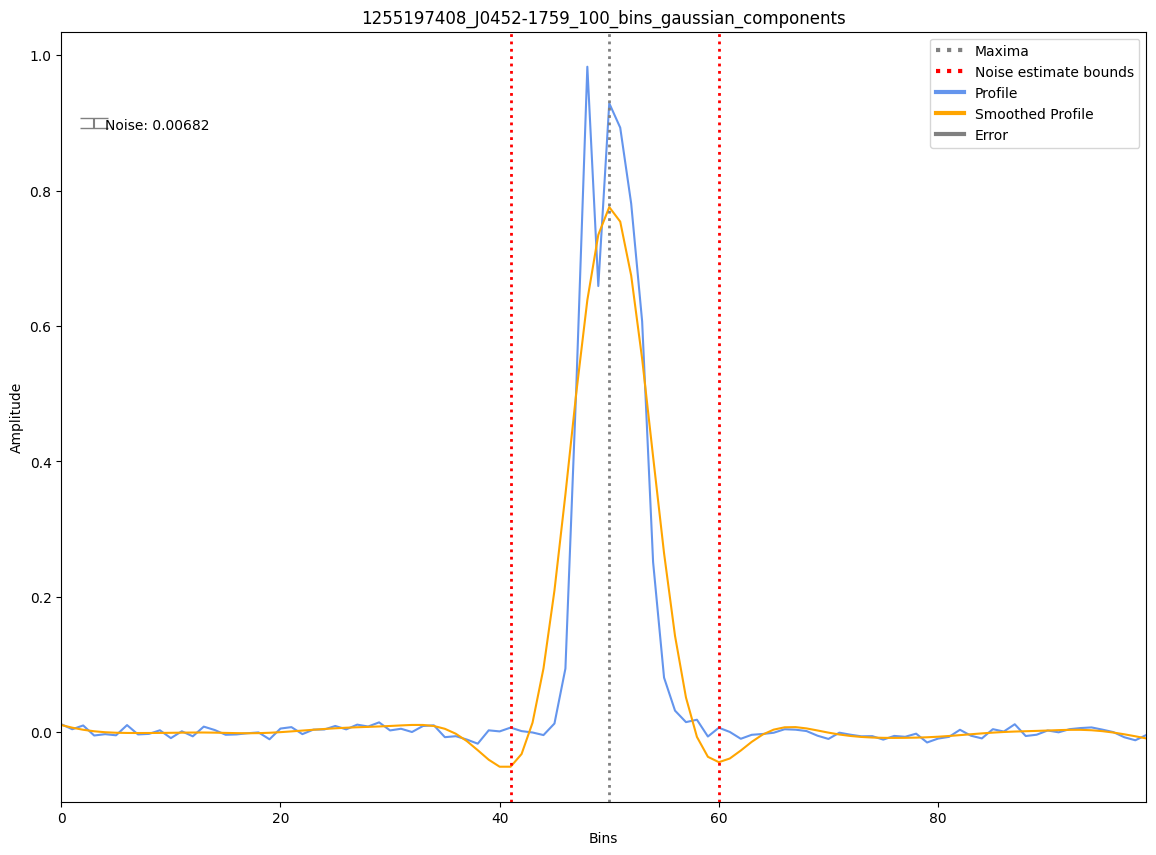 1255197408_J0452-1759_100_bins_gaussian_components
Maxima
Noise estimate bounds
Profile
Smoothed Profile
Error
Noise: 0.00682
1.0
0.8
0.6
0.4
0.2
0.0
Amplitude
0 20 40 60 80
Bins